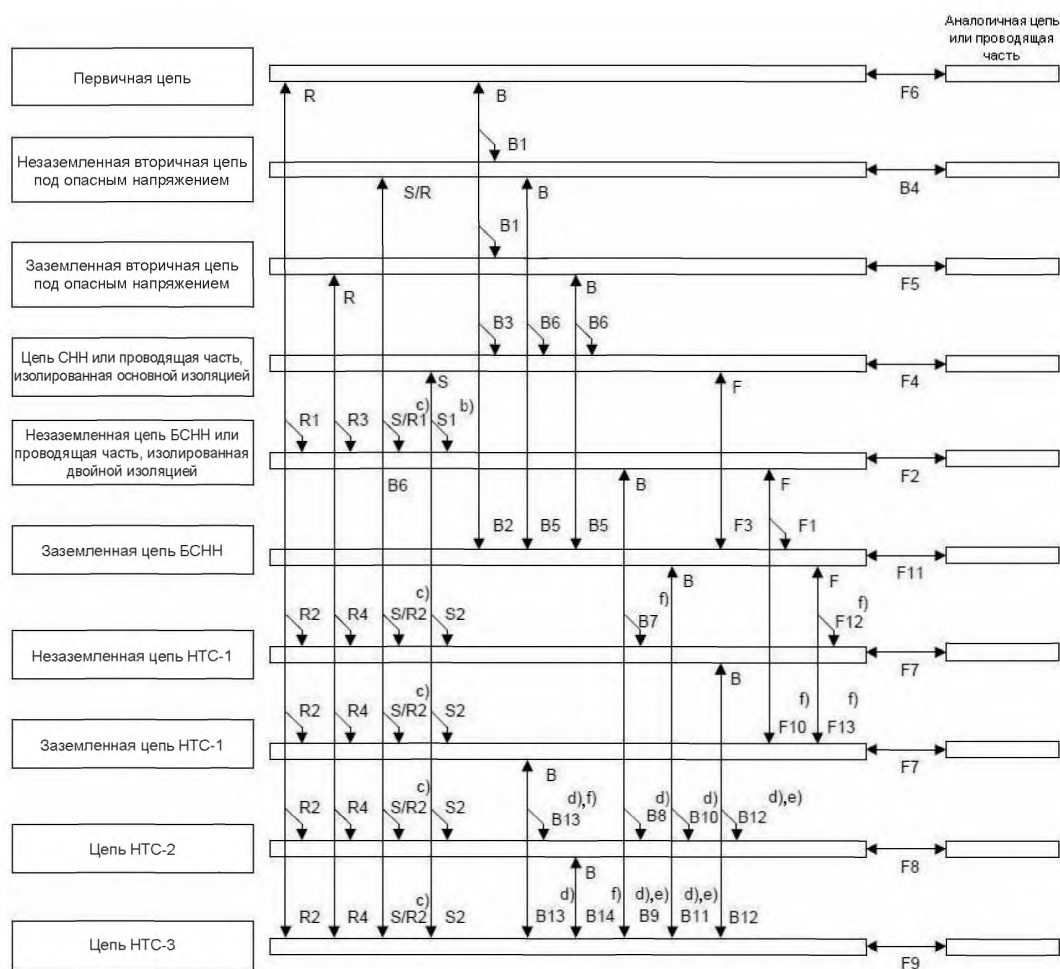 Аналогичная цепь
или проводящая
часть
Первичная цепь
R
B
F6
B1
Незаземленная вторичная цепь
под опасным напряжением
S/R
B
B4
B1
Заземленная вторичная цепь
под опасным напряжением
R
B
F5
B3
B6
B6
Цепь СНН или проводящая часть,
изолированная основной изоляцией
S
F
F4
c)
b)
R1
R3
S/R1
S1
Незаземленная цепь БСНН или
проводящая часть, изолированная
двойной изоляцией
B6
B
F
F2
B2
B5
B5
F3
F1
Заземленная цепь БСНН
B
F
F11
c)
f)
f)
R2
R4
S/R2
S2
B7
F12
Незаземленная цепь НТС-1
B
F7
c)
f)
f)
R2
R4
S/R2
S2
F10
F13
Заземленная цепь НТС-1
B
F7
c)
d),f)
d)
d)
d),e)
R2
R4
S/R2
S2
B13
B8
B10
B12
Цепь НТС-2
B
F8
c)
d)
f)
d),e)
d),e)
R2
R4
S/R2
S2
B13
B14
B9
B11
B12
Цепь НТС-3
F9